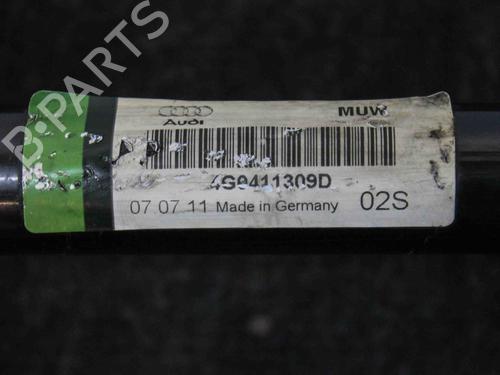 B-PARTS
MUW
Audi
4G0411309D
07 07 11 Made in Germany 02S